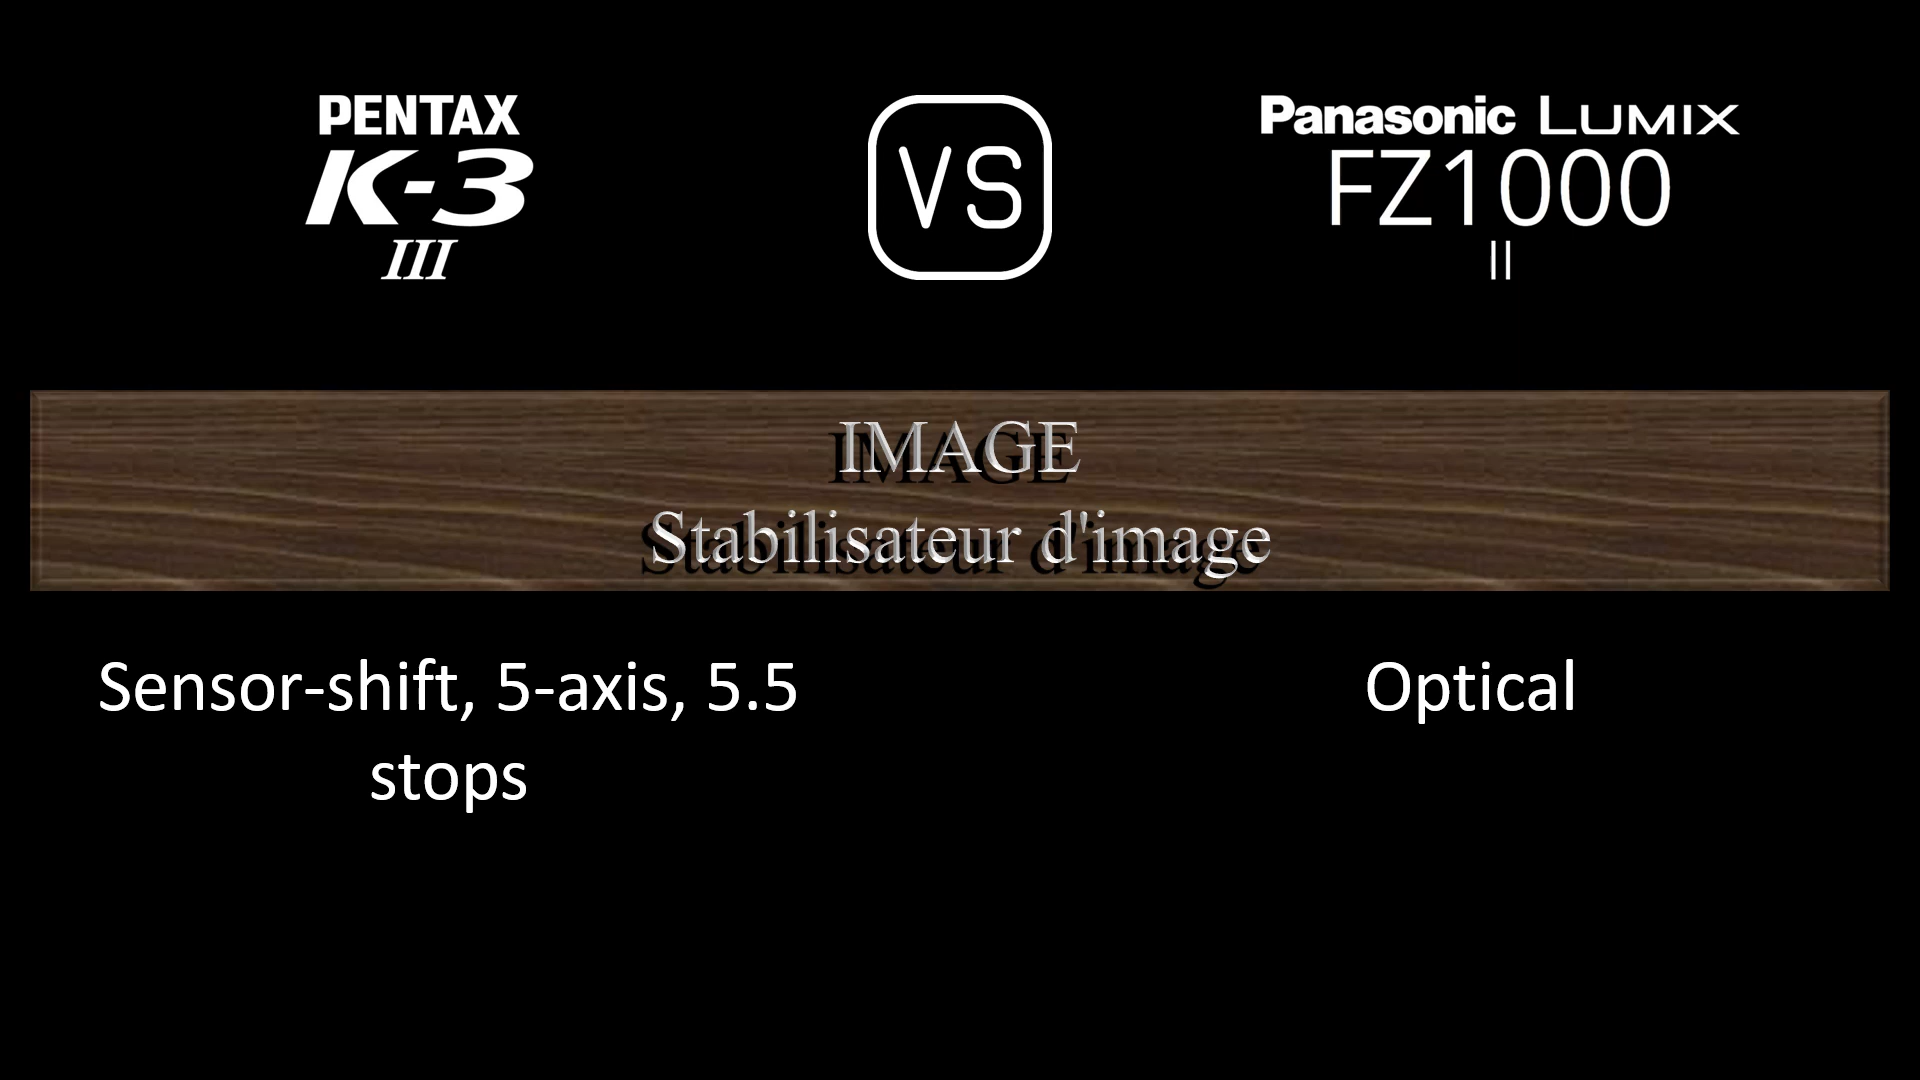 PENTAX
K-3
III
VS
Panasonic LUMIX
FZ1000
II
IMAGE
Stabilisateur d'image
Sensor-shift, 5-axis, 5.5
stops
Optical